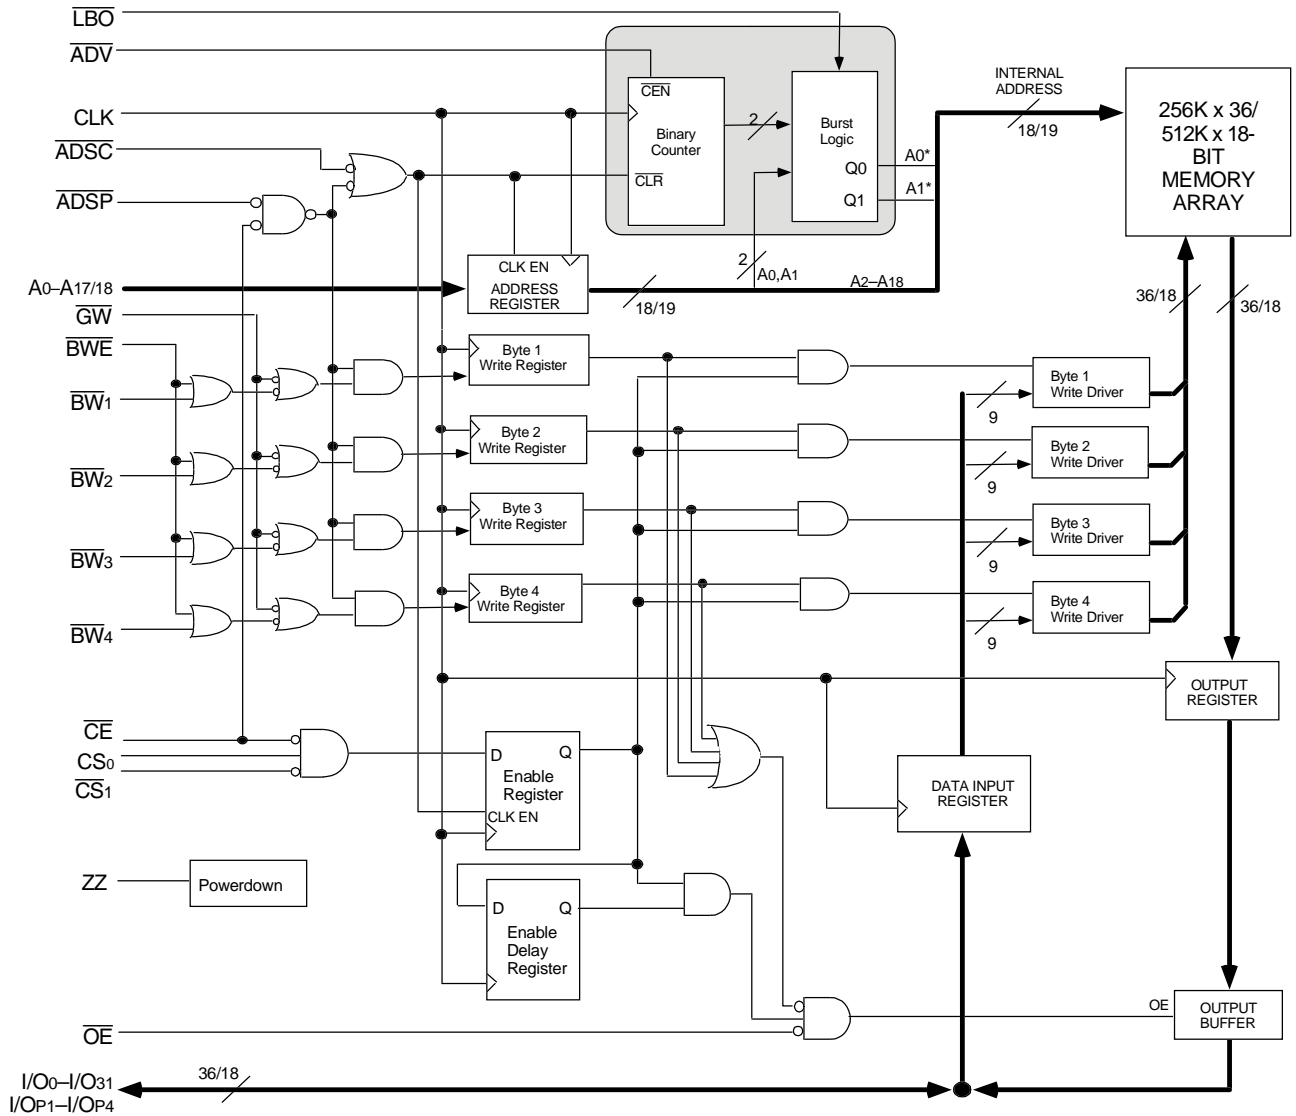 LBO
ADV
CLK
ADSC
ADSP
A0–A17/18
GW
BWE
BW1
BW2
BW3
BW4
CE
CS0
CS1
ZZ
OE
I/O0–I/O31
I/OP1–I/OP4
CEN
Binary
Counter
CLR
2
Burst
Logic
Q0
Q1
A0*
A1*
INTERNAL
ADDRESS
18/19
256K x 36/
512K x 18-
BIT
MEMORY
ARRAY
CLK EN
ADDRESS
REGISTER
18/19
2
A0,A1
A2–A18
36/18
36/18
Byte 1
Write Register
Byte 2
Write Register
Byte 3
Write Register
Byte 4
Write Register
Byte 1
Write Driver
9
Byte 2
Write Driver
9
Byte 3
Write Driver
9
Byte 4
Write Driver
9
OUTPUT
REGISTER
D
Q
Enable
Register
CLK EN
DATA INPUT
REGISTER
Powerdown
D
Q
Enable
Delay
Register
OE
OUTPUT
BUFFER
36/18